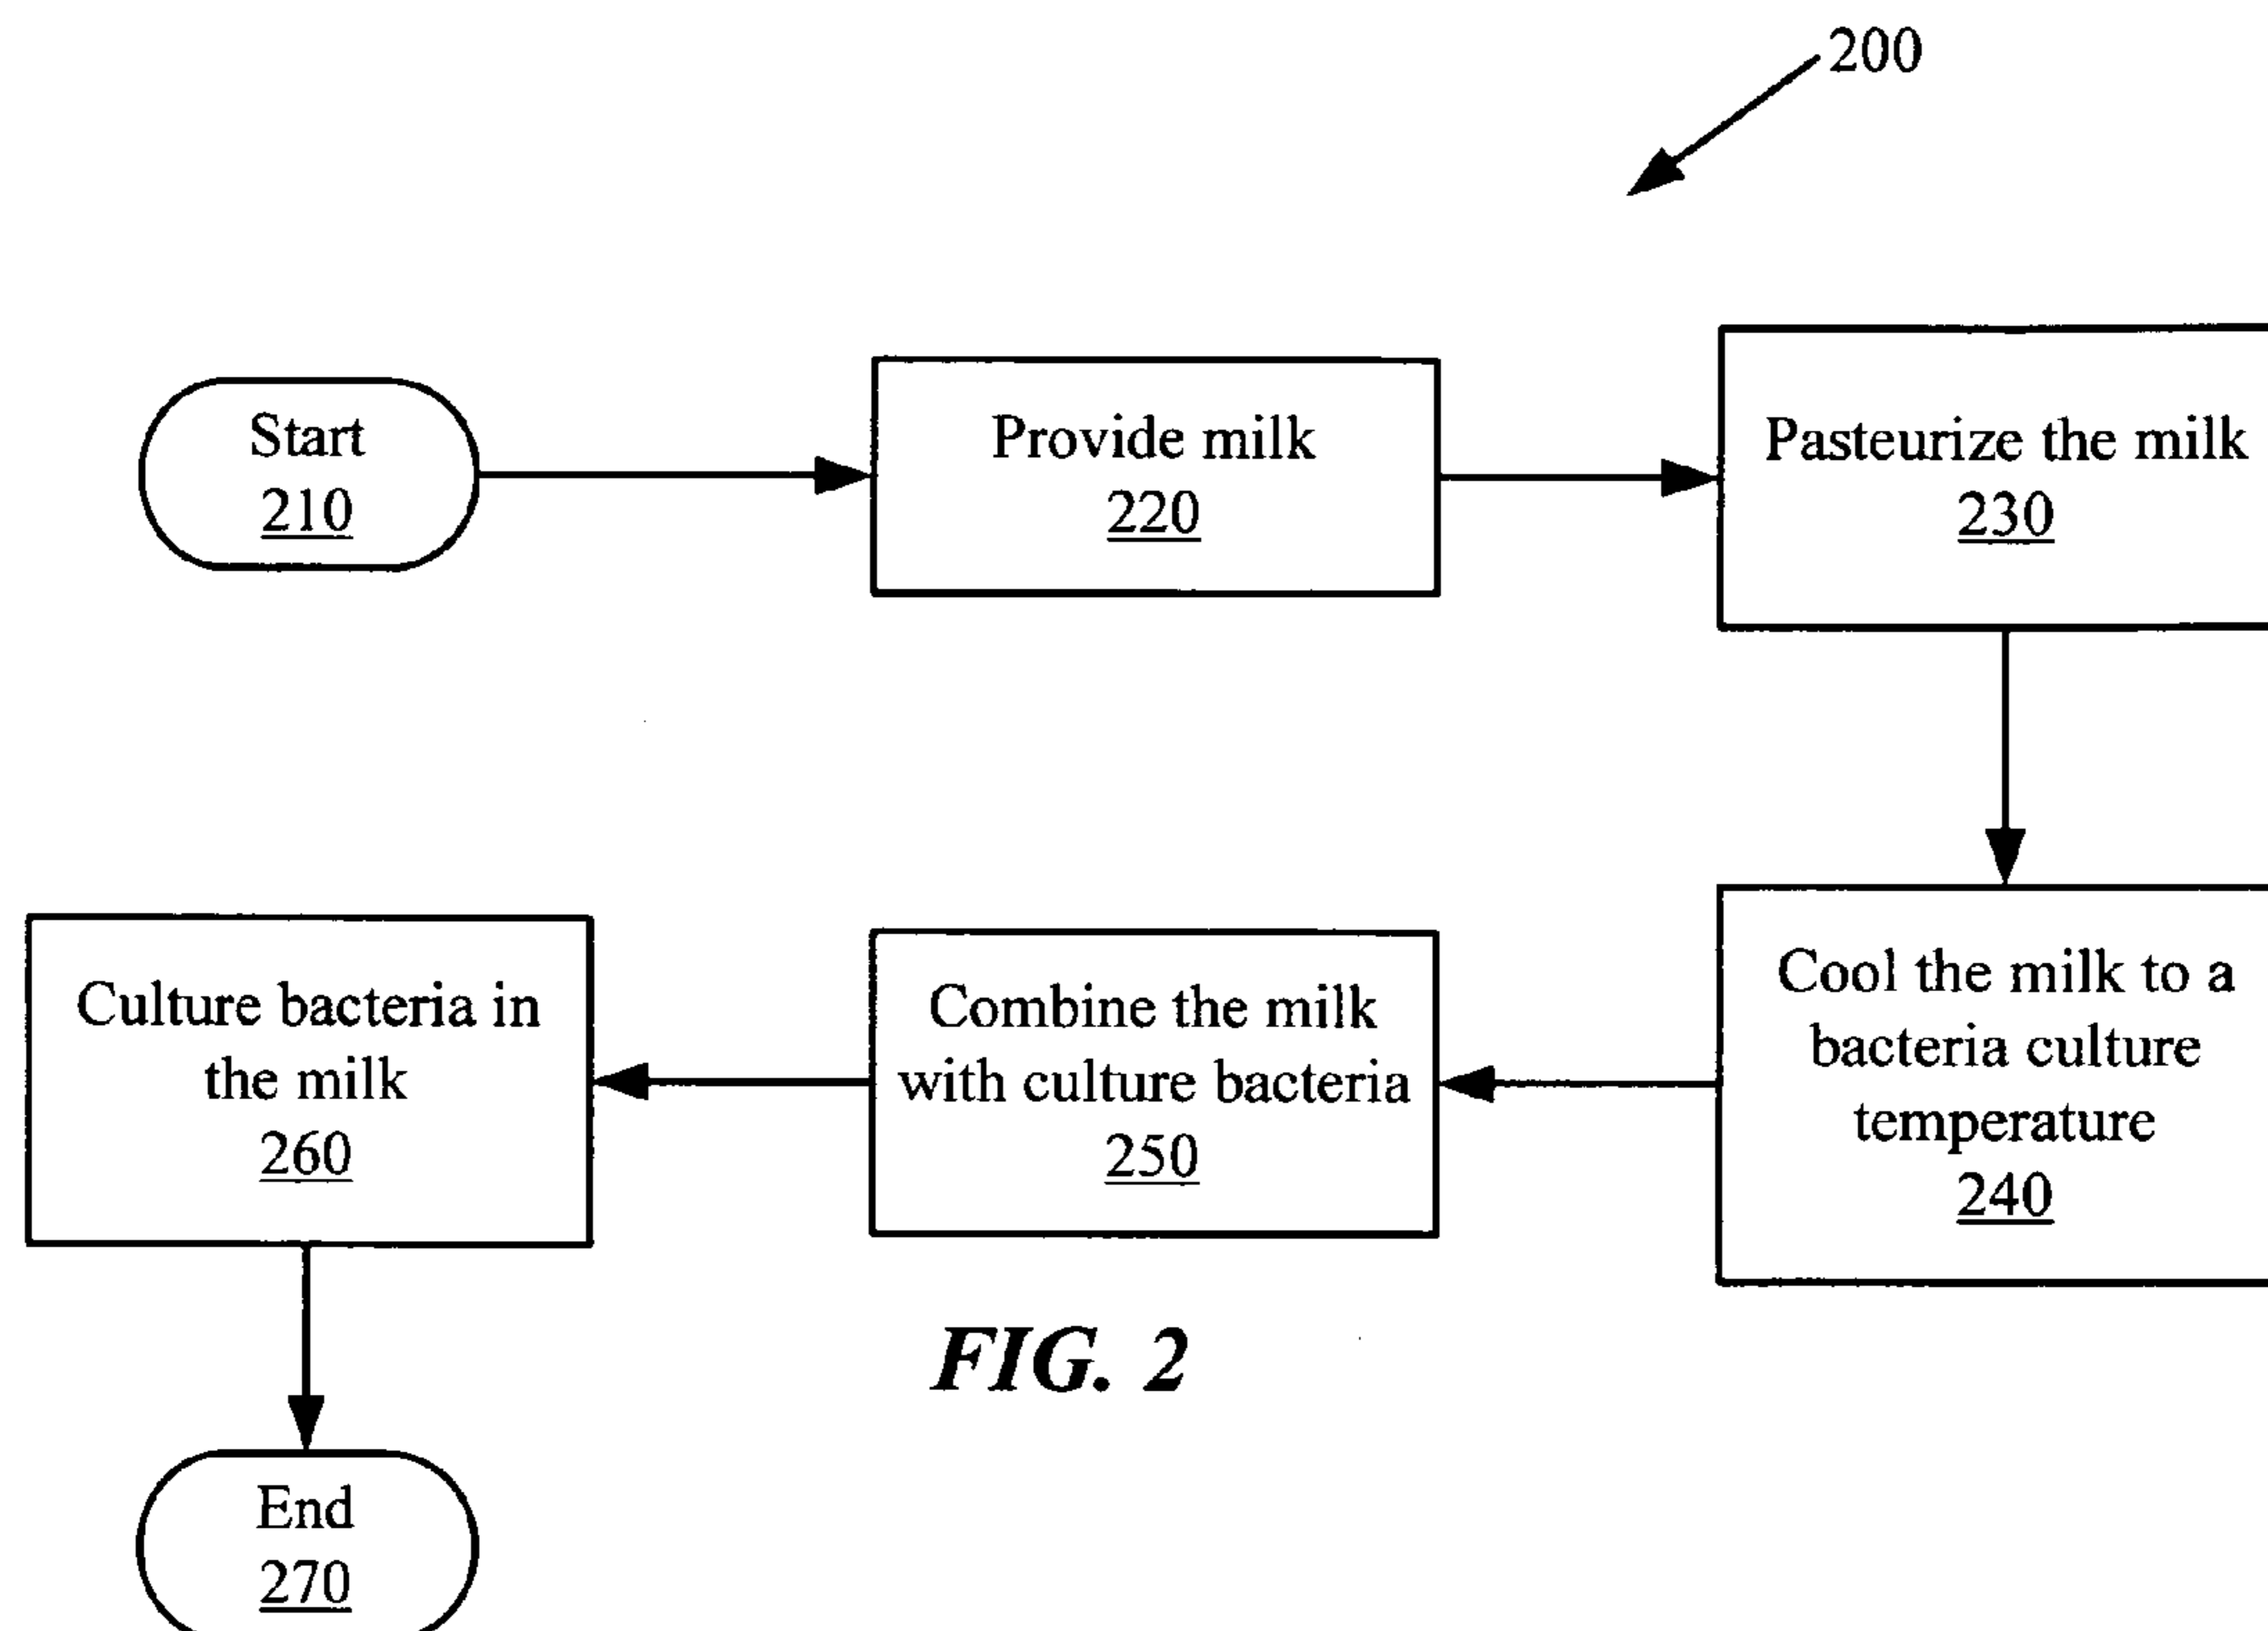 200
Start
210
Provide milk
220
Pasteurize the milk
230
Cool the milk to a
bacteria culture
temperature
240
Combine the milk
with culture bacteria
250
Culture bacteria in
the milk
260
End
270
FIG. 2